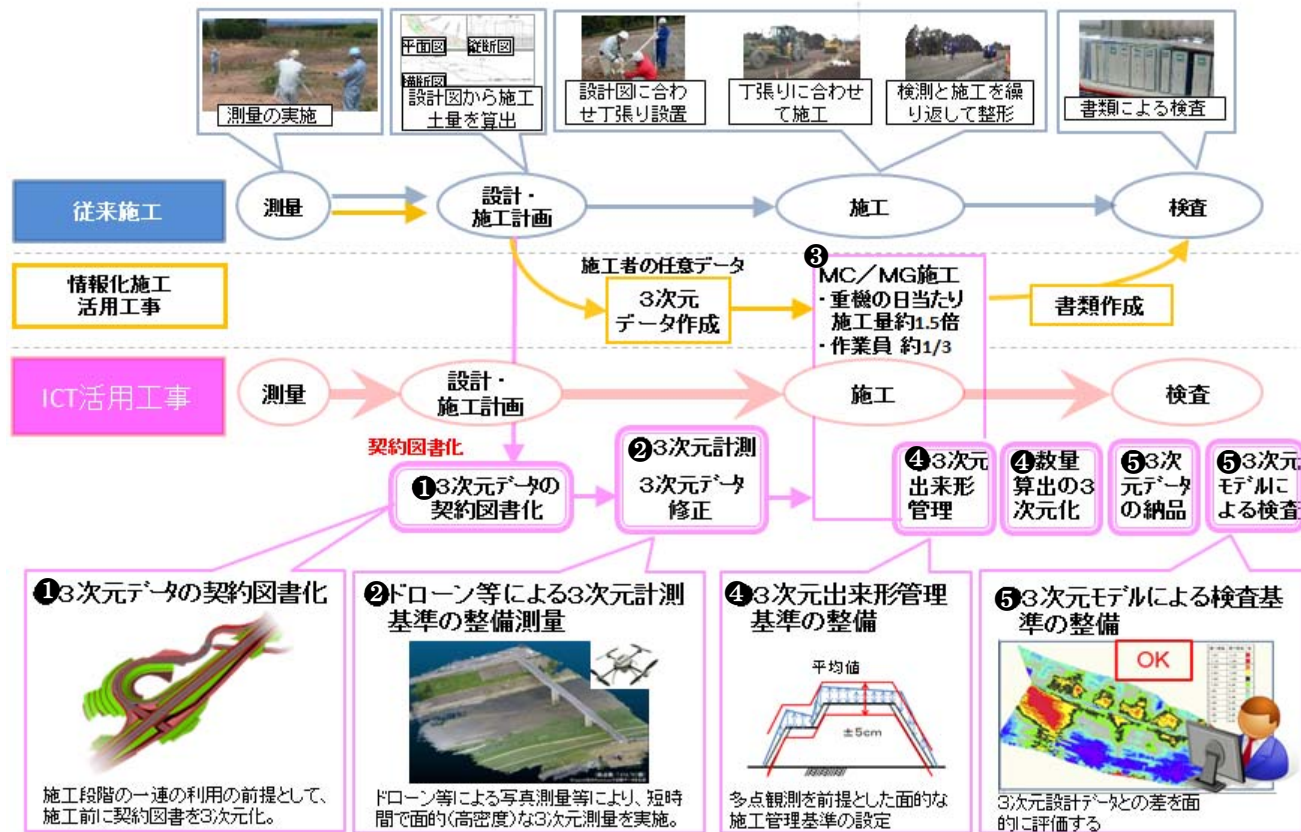 測量の実施
平面図
縦断図
横断図
設計図から施工
土量を算出
設計図に合わ
せ丁張り設置
丁張りに合わせ
て施工
検測と施工を繰
り返して整形
書類による検査
従来施工
測量
設計・
施工計画
施工
検査
情報化施工
活用工事
施工者の任意データ
3次元
データ作成
❸
MC/MG施工
・重機の日当たり
施工量約1.5倍
・作業員 約1/3
書類作成
ICT活用工事
測量
設計・
施工計画
施工
検査
契約図書化
❶3次元データの
契約図書化
❷3次元計測
3次元データ
修正
❹3次元
出来形
管理
❹数量
算出の3
次元化
❺3次
元データ
の納品
❺3次元
モデルに
よる検査
❶3次元データの契約図書化
施工段階の一連の利用の前提として、
施工前に契約図書を3次元化。
❷ドローン等による3次元計測
基準の整備測量
ドローン等による写真測量等により、短時
間で面的(高密度)な3次元測量を実施。
❹3次元出来形管理
基準の整備
平均値
±5cm
多点観測を前提とした面的な
施工管理基準の設定
❺3次元モデルによる検査基
準の整備
OK
3次元設計データとの差を面
的に評価する